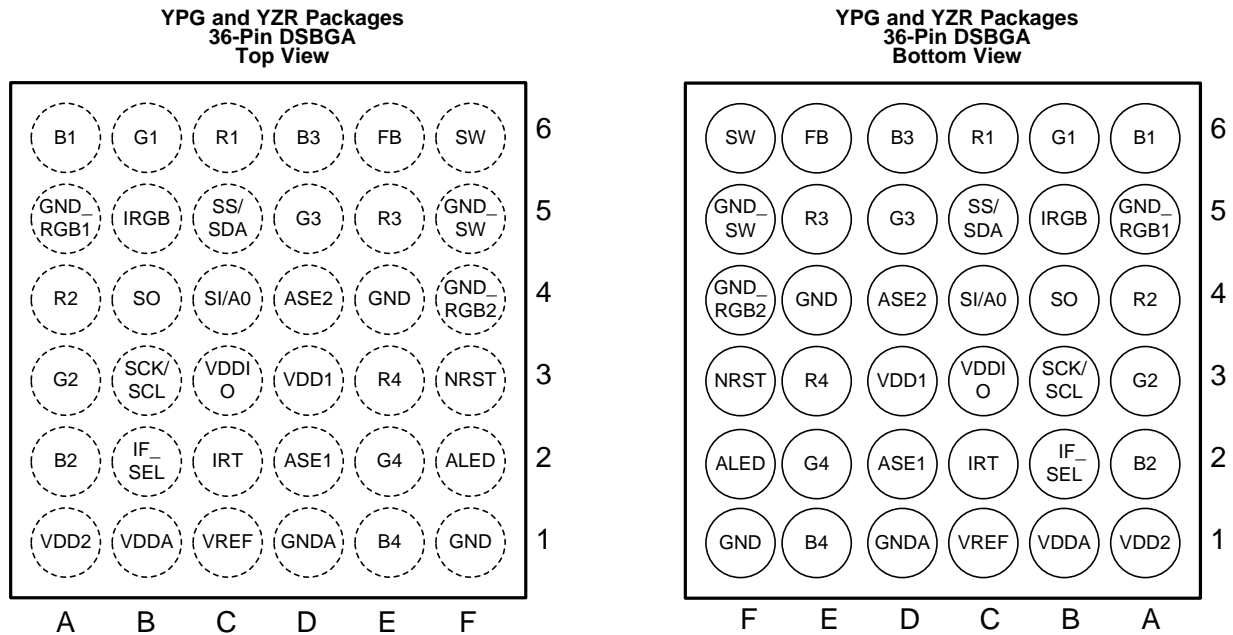 YPG and YZR Packages
36-Pin DSBGA
Top View
B1 G1 R1 B3 FB SW 6
GND_
RGB1 IRGB SS/
SDA G3 R3 GND_
SW 5
R2 SO SI/A0 ASE2 GND GND_
RGB2 4
G2 SCK/
SCL VDDI
O VDD1 R4 NRST 3
B2 IF_
SEL IRT ASE1 G4 ALED 2
VDD2 VDDA VREF GNDA B4 GND 1
A B C D E F
YPG and YZR Packages
36-Pin DSBGA
Bottom View
SW FB B3 R1 G1 B1 6
GND_
SW R3 G3 SS/
SDA IRGB GND_
RGB1 5
GND_
RGB2 GND ASE2 SI/A0 SO R2 4
NRST R4 VDD1 VDDI
O SCK/
SCL G2 3
ALED G4 ASE1 IRT IF_
SEL B2 2
GND B4 GNDA VREF VDDA VDD2 1
F E D C B A